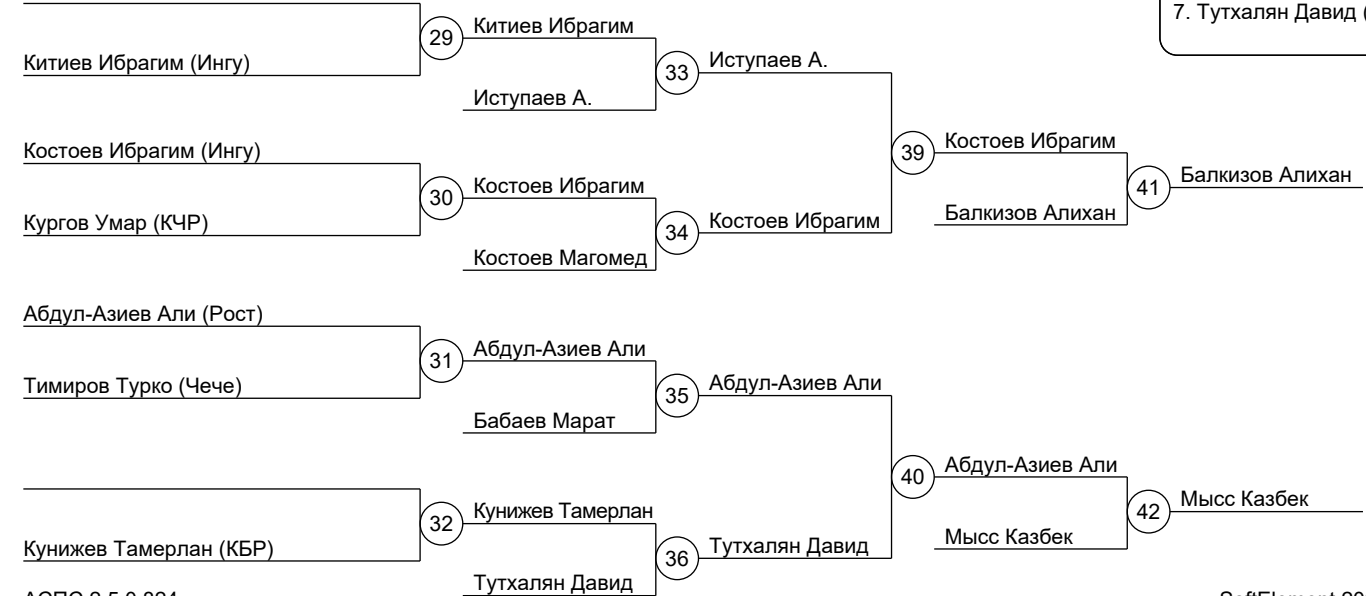 7. Тутхалян Давид (
29
Китиев Ибрагим
Китиев Ибрагим (Ингу)
Иступаев А.
33
Иступаев А.
Костоев Ибрагим (Ингу)
39
Костоев Ибрагим
30
Костоев Ибрагим
41
Балкизов Алихан
Кургов Умар (КЧР)
34
Костоев Ибрагим
Балкизов Алихан
Костоев Магомед
Абдул-Азиев Али (Рост)
31
Абдул-Азиев Али
Тимиров Турко (Чече)
35
Абдул-Азиев Али
Бабаев Марат
40
Абдул-Азиев Али
32
Кунижев Тамерлан
42
Мысс Казбек
Кунижев Тамерлан (КБР)
36
Тутхалян Давид
Мысс Казбек
Тутхалян Давид